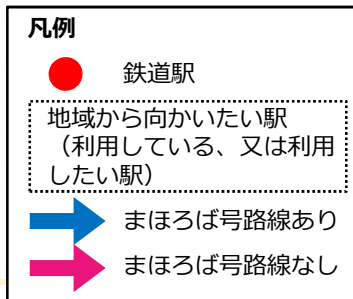 凡例
鉄道駅
地域から向かいたい駅
（利用している、又は利用
したい駅）
まほろば号路線あり
まほろば号路線なし